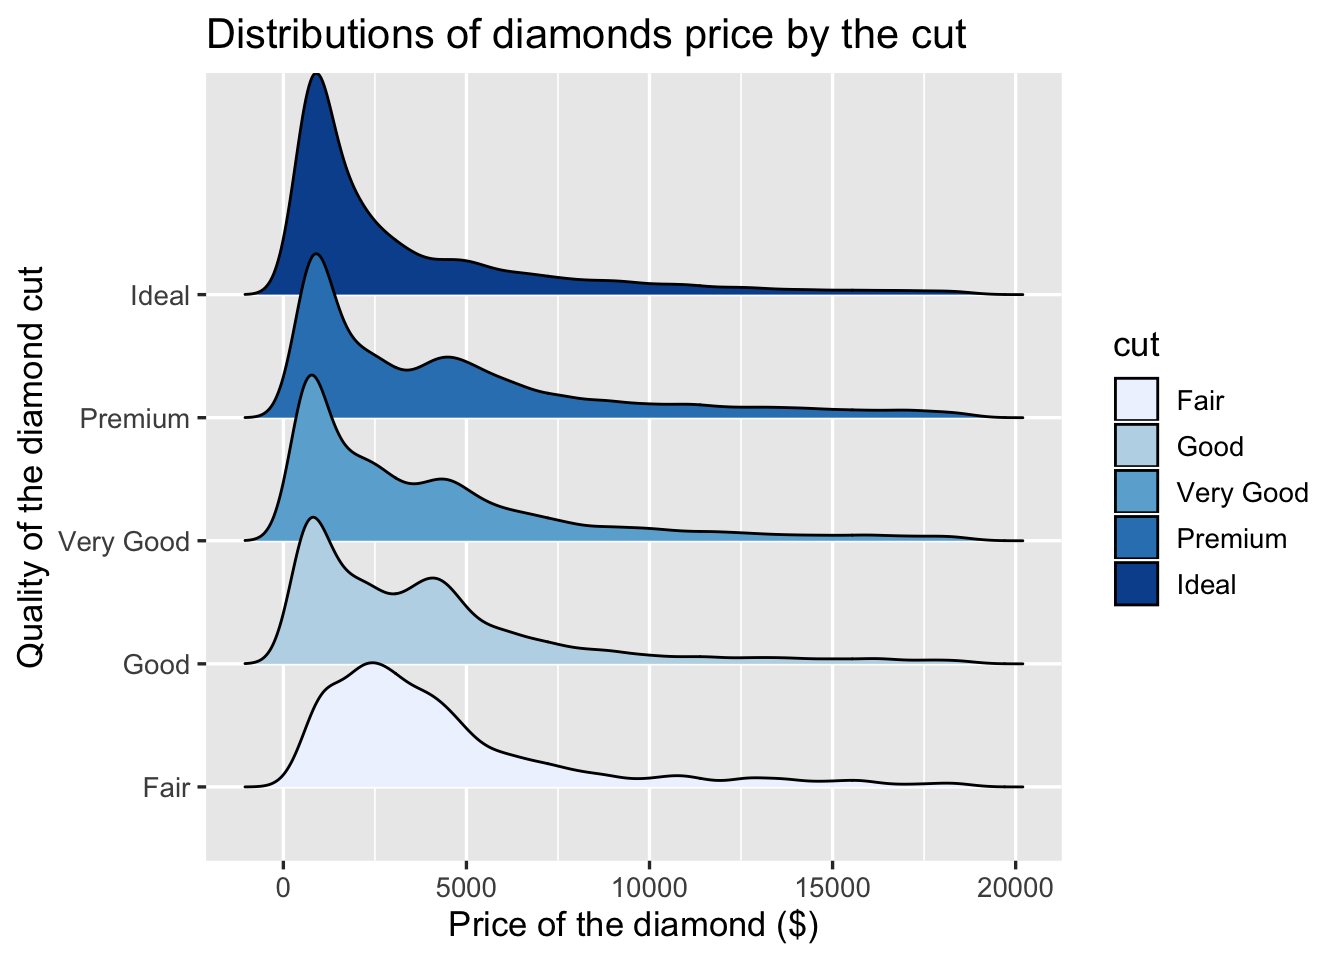 Distributions of diamonds price by the cut
Quality of the diamond cut
Ideal
Premium
Very Good
Good
Fair
0 5000 10000 15000 20000
Price of the diamond ($)
cut
Fair
Good
Very Good
Premium
Ideal